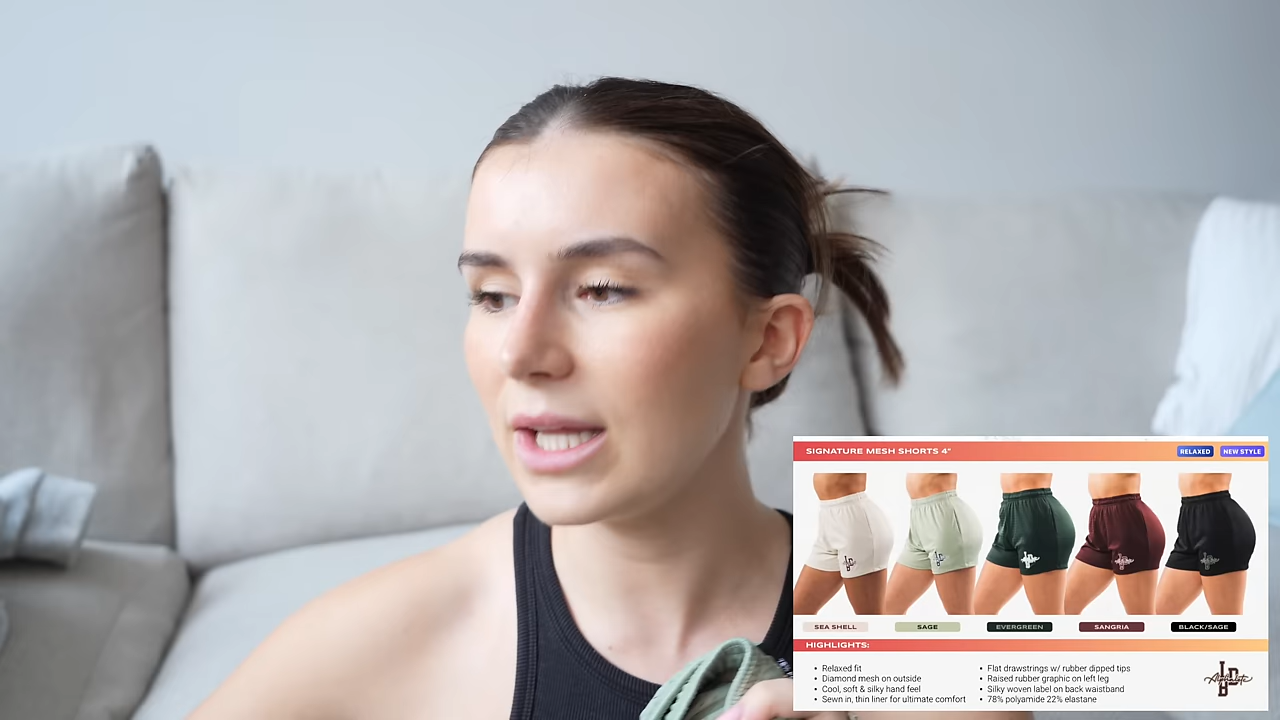 SIGNATURE MESH SHORTS 4"
RELAXED
NEW STYLE
SEA SHELL
SAGE
EVERGREEN
SANGRIA
BLACK/SAGE
HIGHLIGHTS:
• Relaxed fit
• Diamond mesh on outside
• Cool, soft & silky hand feel
• Sewn in, thin liner for ultimate comfort
• Flat drawstrings w/ rubber dipped tips
• Raised rubber graphic on left leg
• Silky woven label on back waistband
• 78% polyamide 22% elastane